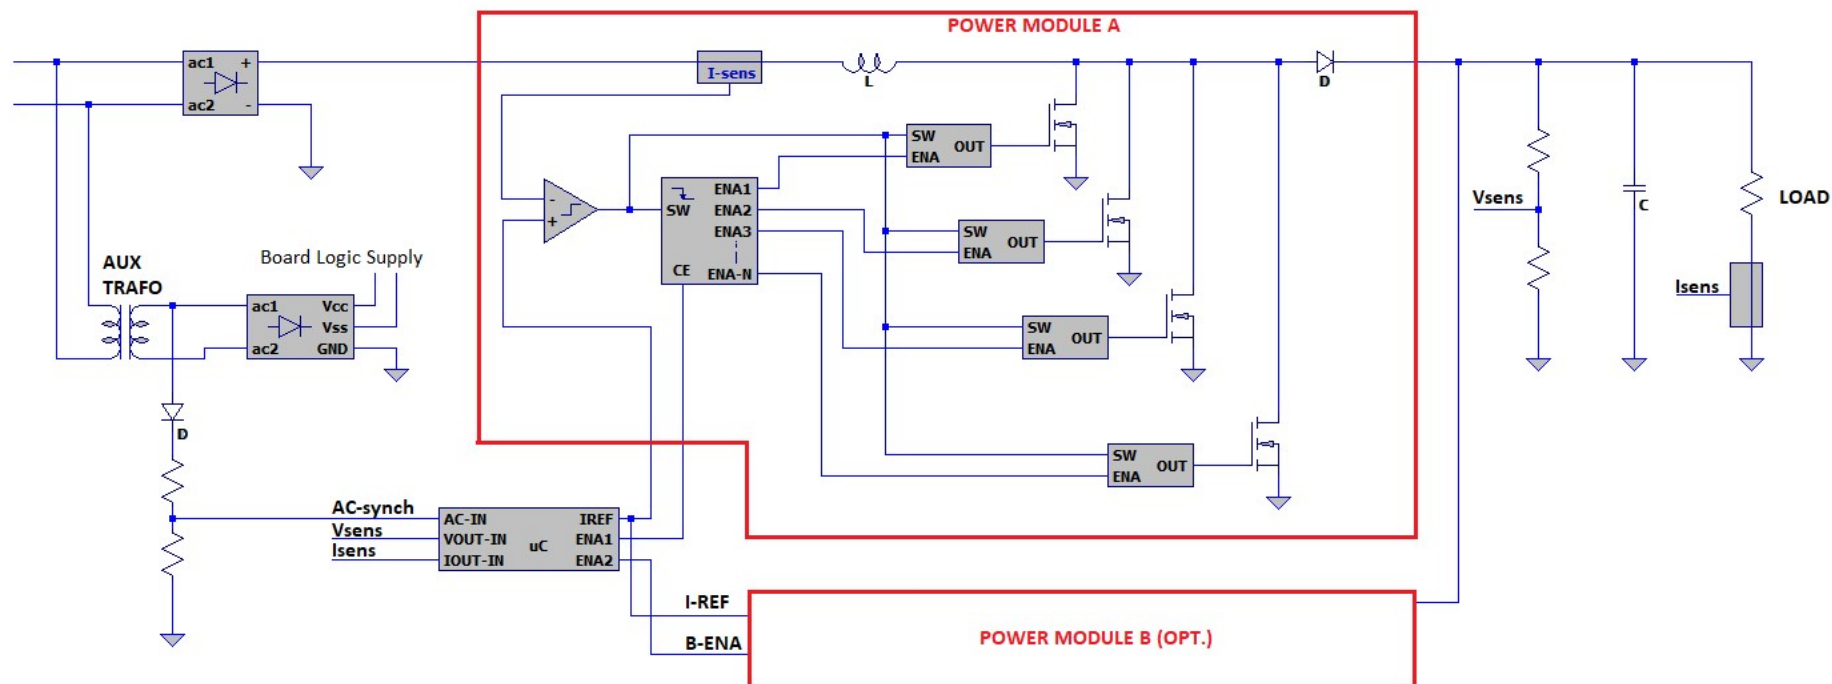 POWER MODULE A
ac1 +
ac2 -
I-sens
L
D
SW
ENA
OUT
-
+
SW
CE
ENA1
ENA2
ENA3
ENA-N
SW
ENA
OUT
Vsens
C
LOAD
Isens
AUX
TRAFO
Board Logic Supply
ac1 Vcc
Vss
ac2 GND
SW
ENA
OUT
D
SW
ENA
OUT
AC-synch
Vsens
Isens
AC-IN IREF
VOUT-IN uC ENA1
IOUT-IN ENA2
I-REF
B-ENA
POWER MODULE B (OPT.)